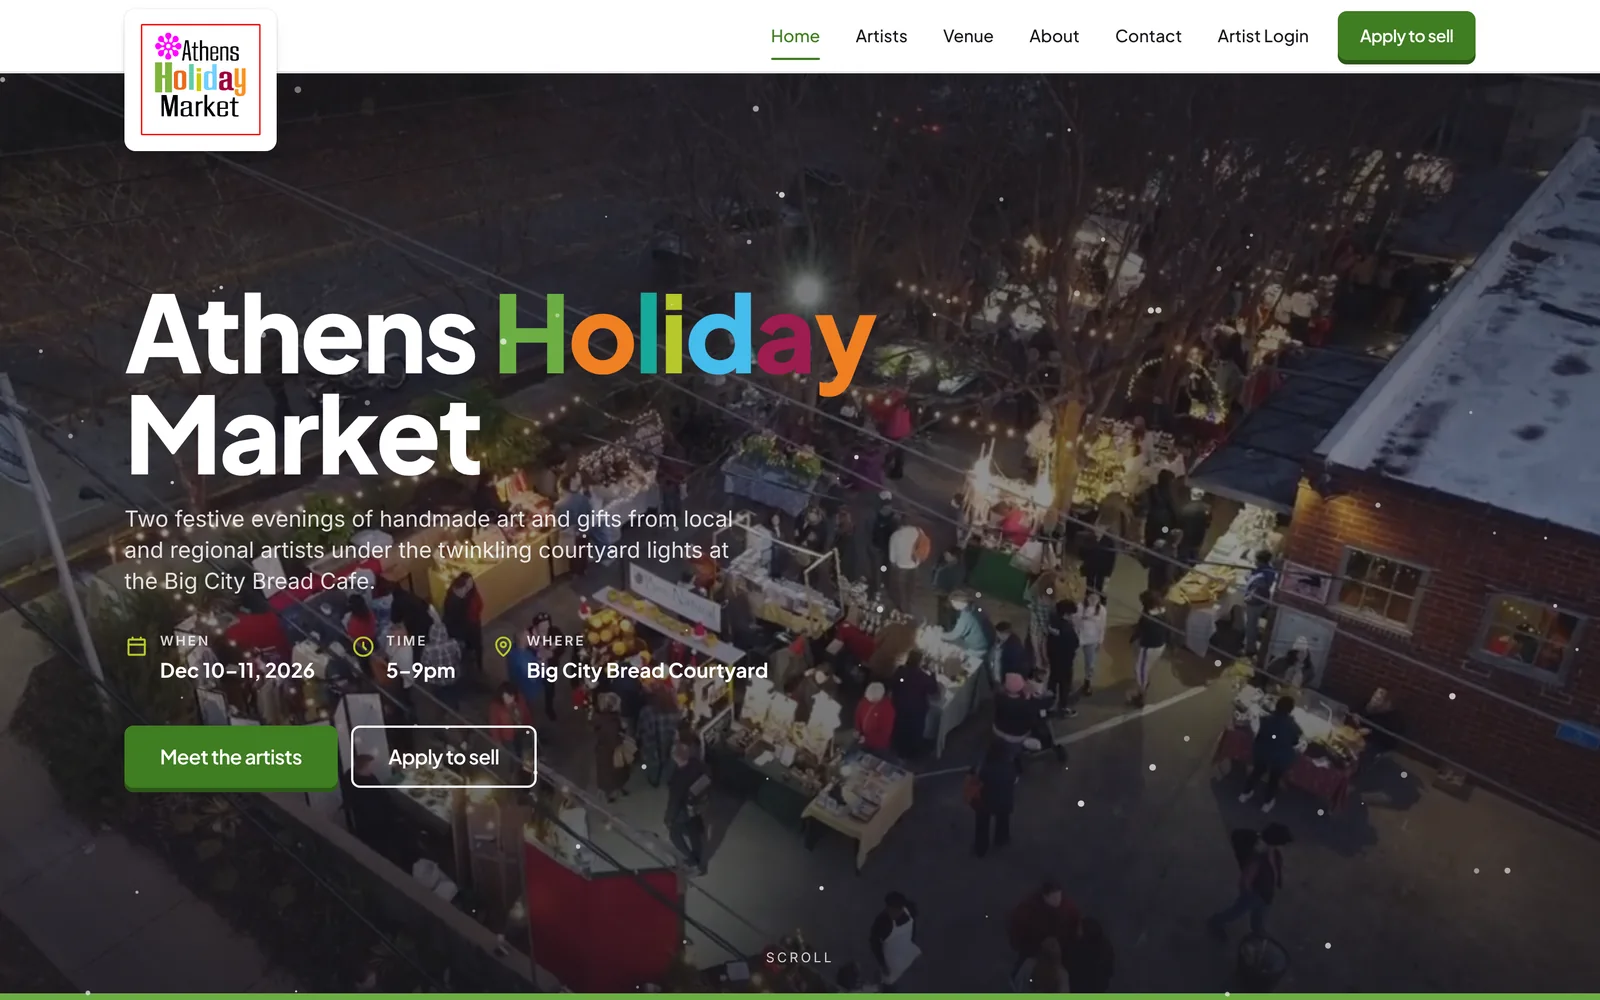 Athens
Holiday
Market
Home
Artists
Venue
About
Contact
Artist Login
Apply to sell
Athens Holiday
Market
Two festive evenings of handmade art and gifts from local
and regional artists under the twinkling courtyard lights at
the Big City Bread Cafe.
WHEN
Dec 10–11, 2026
TIME
5–9pm
WHERE
Big City Bread Courtyard
Meet the artists
Apply to sell
SCROLL